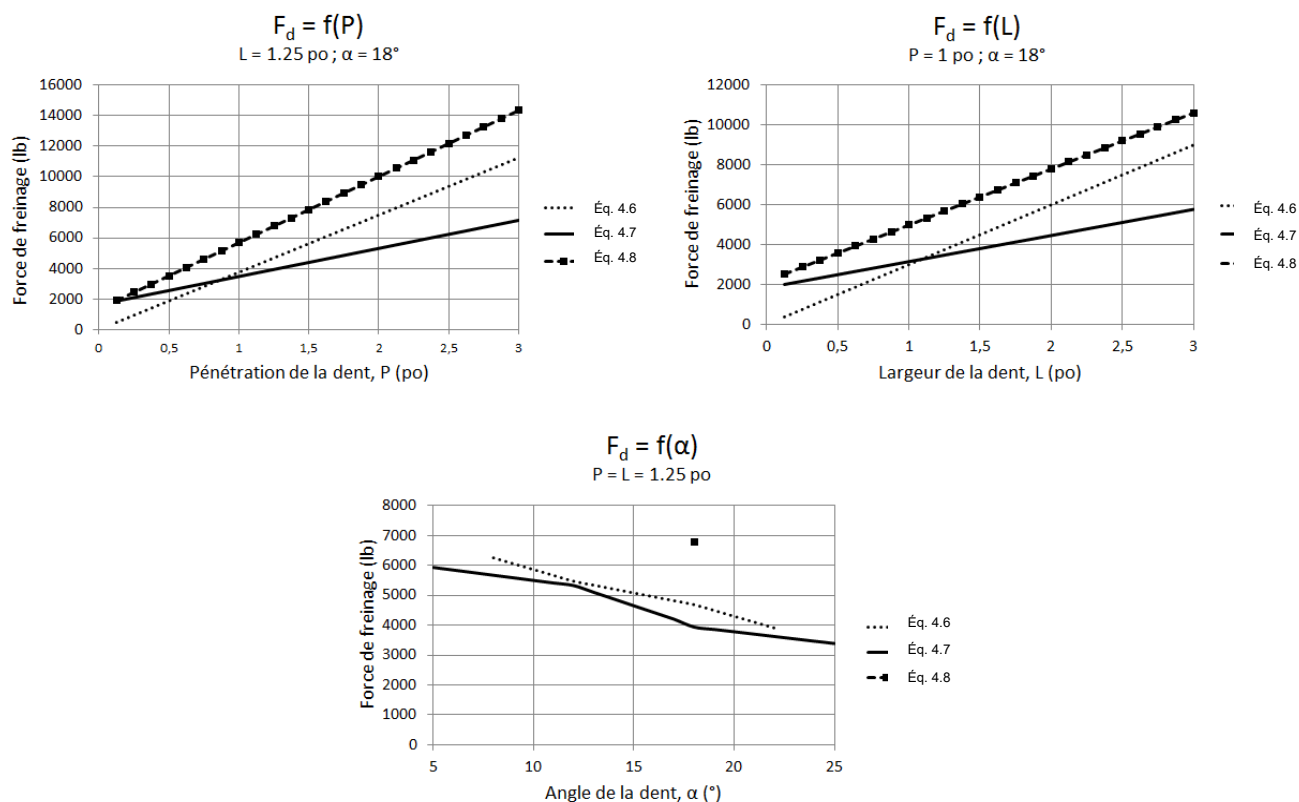 F_d = f(P)
L = 1.25 po ; α = 18°
Force de freinage (lb)
16000
14000
12000
10000
8000
6000
4000
2000
0
0 0,5 1 1,5 2 2,5 3
Pénétration de la dent, P (po)
Éq. 4.6
Éq. 4.7
Éq. 4.8
F_d = f(L)
P = 1 po ; α = 18°
Force de freinage (lb)
12000
10000
8000
6000
4000
2000
0
0 0,5 1 1,5 2 2,5 3
Largeur de la dent, L (po)
Éq. 4.6
Éq. 4.7
Éq. 4.8
F_d = f(α)
P = L = 1.25 po
Force de freinage (lb)
8000
7000
6000
5000
4000
3000
2000
1000
0
5 10 15 20 25
Angle de la dent, α (°)
Éq. 4.6
Éq. 4.7
Éq. 4.8